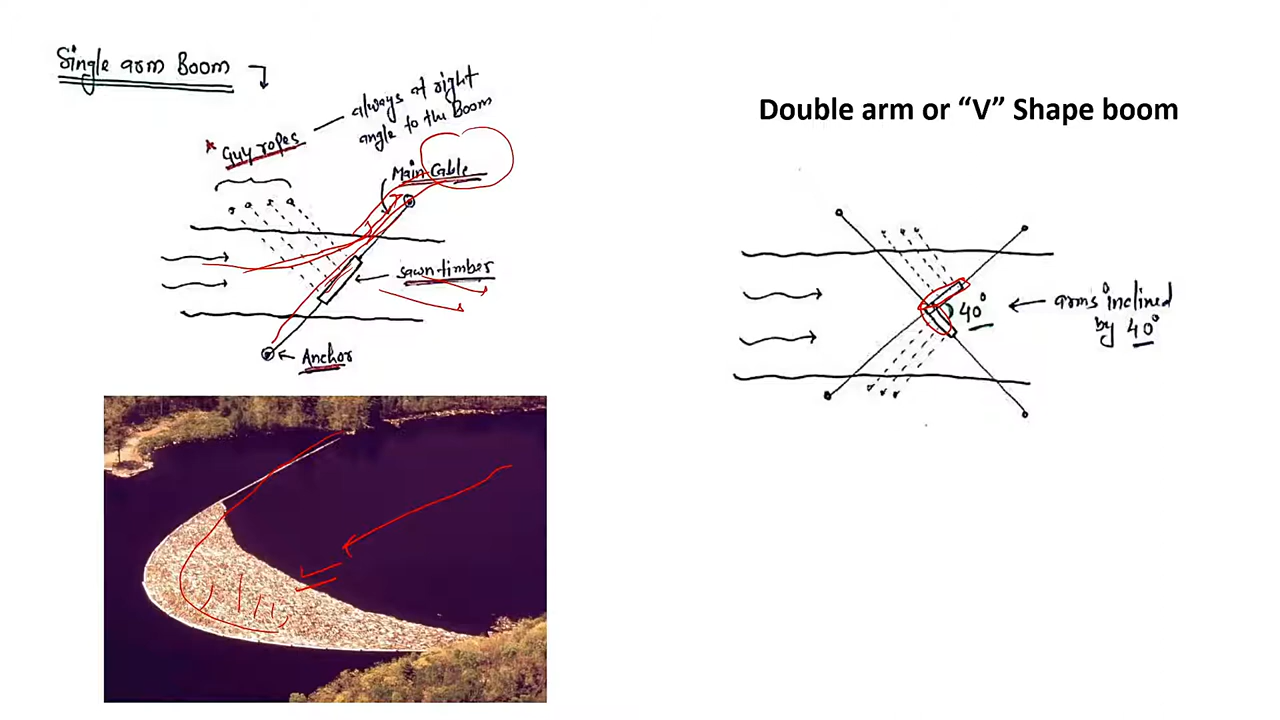 Single arm Boom
* Guy ropes
always at right
angle to the Boom
Main Cable
sawn timber
Anchor
Double arm or “V” Shape boom
40°
arms inclined
by 40°